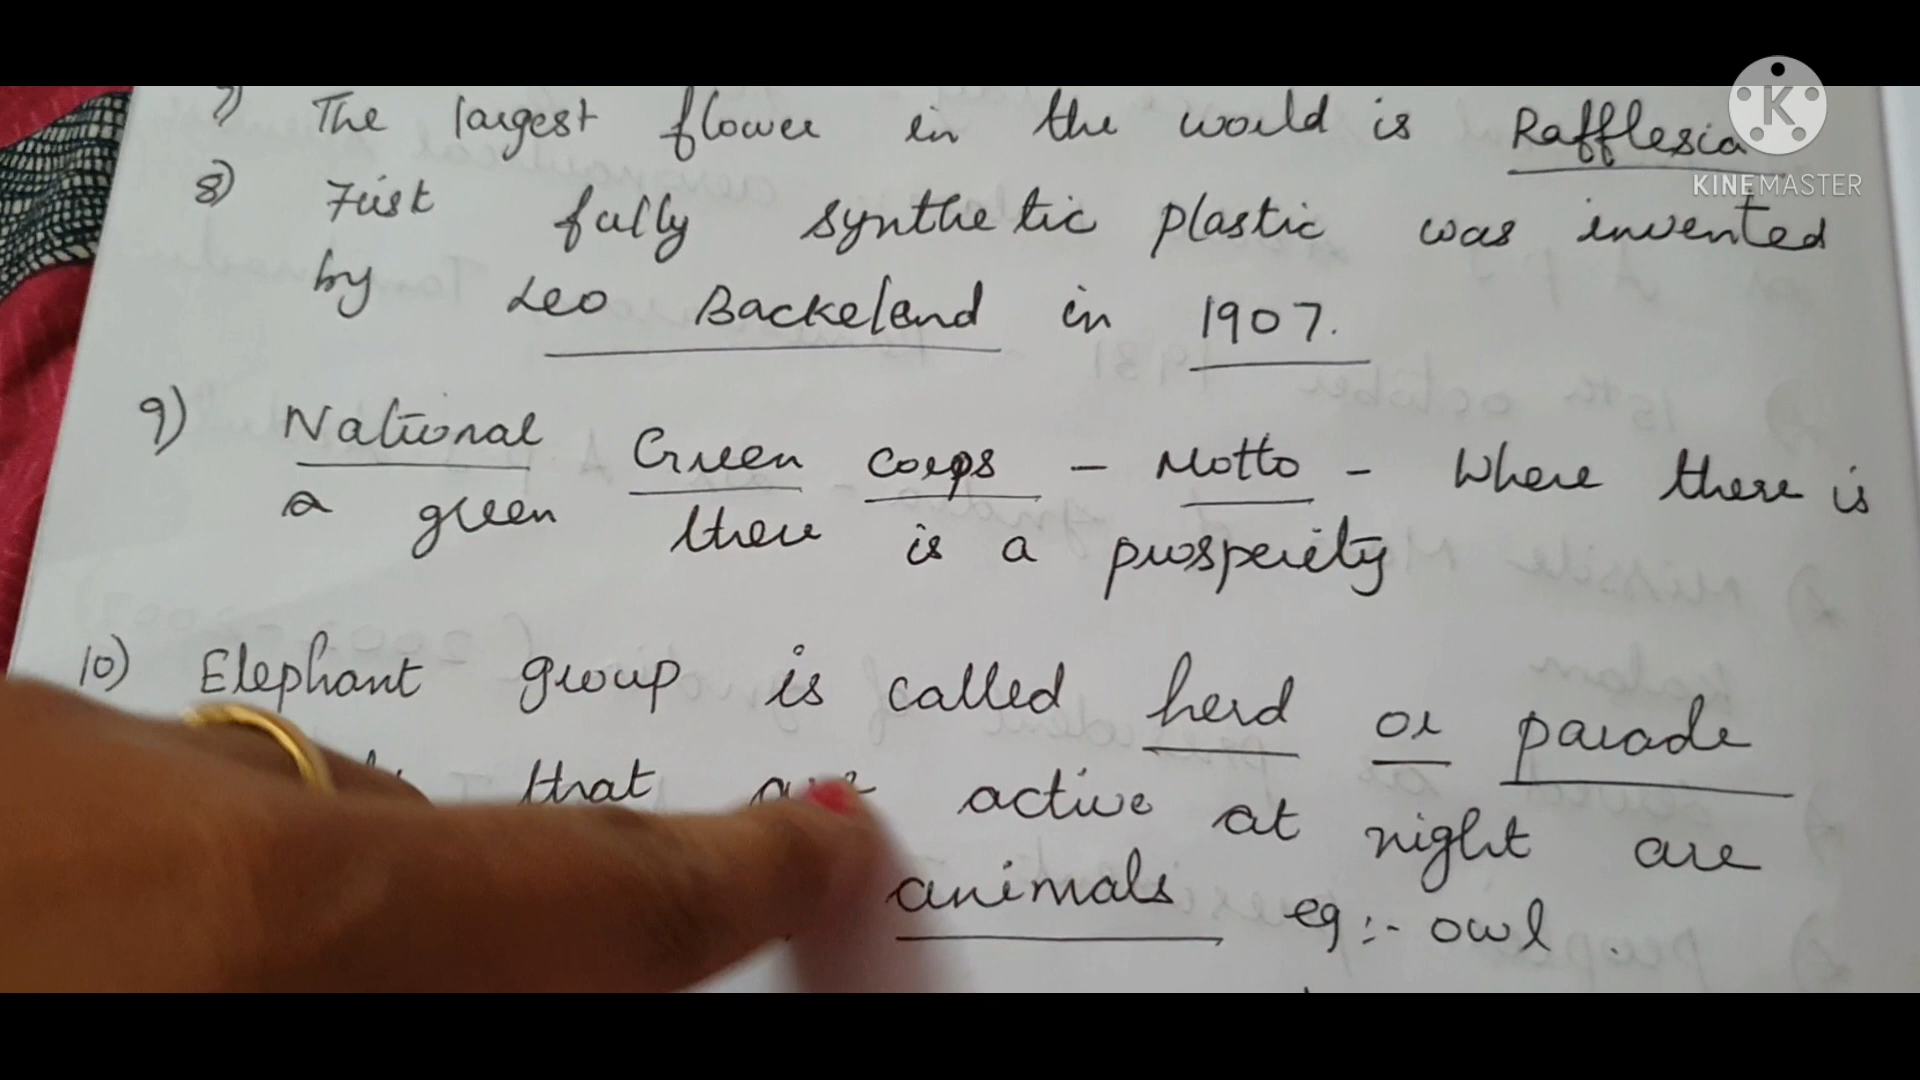 7) The largest flower in the world is Rafflesia
KINEMASTER
8) First fully synthetic plastic was invented
by Leo Backeland in 1907.
9) National Green corps - Motto - Where there is
a green there is a prosperity
10) Elephant group is called herd or parade
that are active at night are
animals eg:- owl.